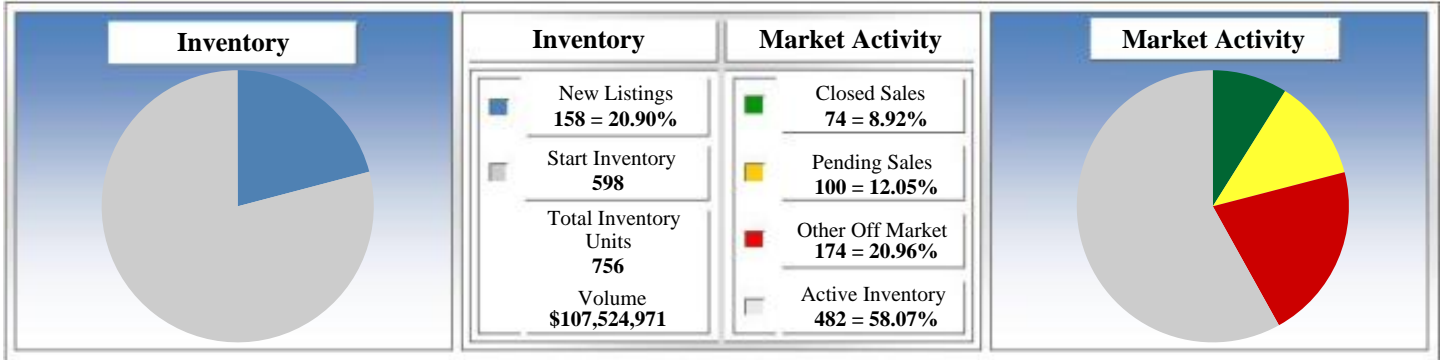 Inventory
Inventory
New Listings
158 = 20.90%
Start Inventory
598
Total Inventory
Units
756
Volume
$107,524,971
Market Activity
Closed Sales
74 = 8.92%
Pending Sales
100 = 12.05%
Other Off Market
174 = 20.96%
Active Inventory
482 = 58.07%
Market Activity